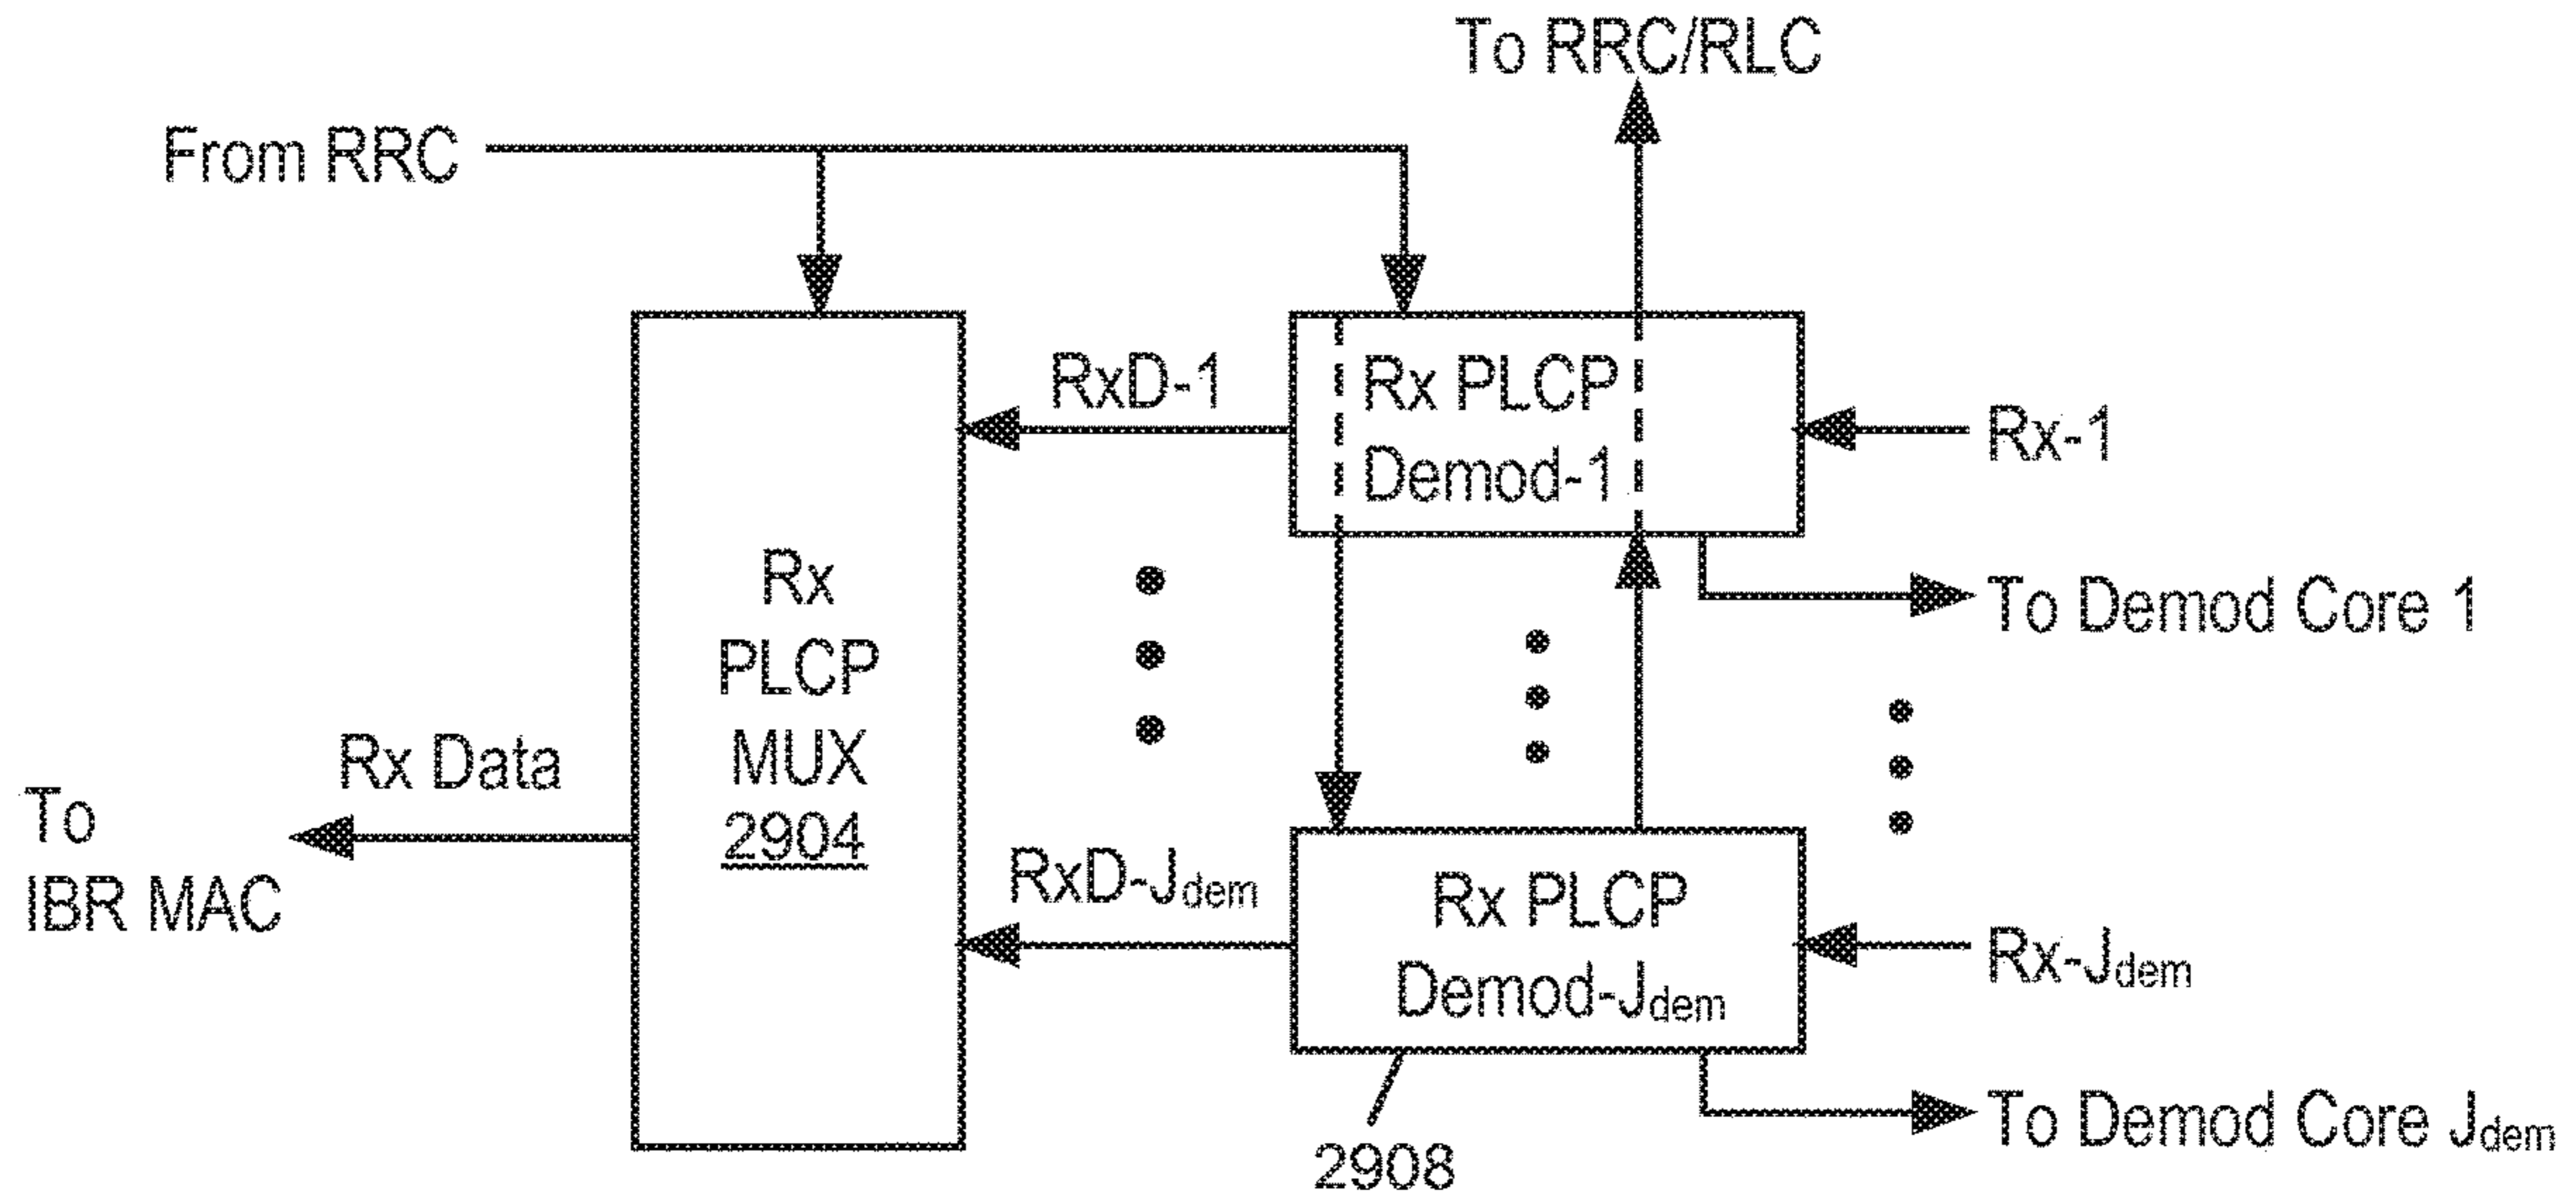 To RRC/RLC
From RRC
RxD-1
Rx PLCP
Demod-1
Rx-1
To Demod Core 1
Rx
PLCP
MUX
2904
Rx Data
To
IBR MAC
RxD-Jdem
Rx PLCP
Demod-Jdem
Rx-Jdem
To Demod Core Jdem
2908